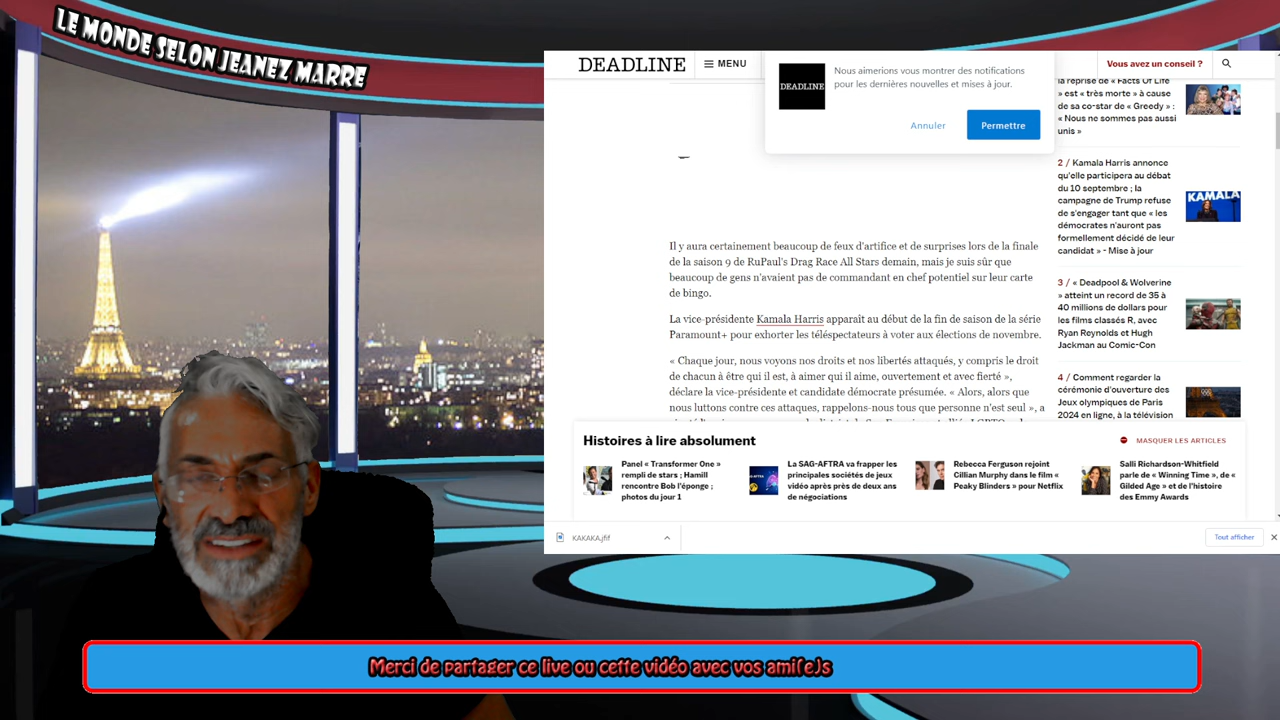 LE MONDE SELON JEANEZ MARRE
DEADLINE
MENU
DEADLINE
Nous aimerions vous montrer des notifications
pour les dernières nouvelles et mises à jour.
Annuler
Permettre
Vous avez un conseil ?
la reprise de « Facts Of Life
» est « très morte » à cause
de sa co-star de « Greedy » :
« Nous ne sommes pas aussi
unis »
2 / Kamala Harris annonce
qu'elle participera au débat
du 10 septembre ; la
campagne de Trump refuse
de s'engager tant que « les
démocrates n'auront pas
formellement décidé de leur
candidat » - Mise à jour
KAMALA
3 / « Deadpool & Wolverine
» atteint un record de 35 à
40 millions de dollars pour
les films classés R, avec
Ryan Reynolds et Hugh
Jackman au Comic-Con
4 / Comment regarder la
cérémonie d'ouverture des
Jeux olympiques de Paris
2024 en ligne, à la télévision
Il y aura certainement beaucoup de feux d'artifice et de surprises lors de la finale
de la saison 9 de RuPaul's Drag Race All Stars demain, mais je suis sûr que
beaucoup de gens n'avaient pas de commandant en chef potentiel sur leur carte
de bingo.
La vice-présidente Kamala Harris apparaît au début de la fin de saison de la série
Paramount+ pour exhorter les téléspectateurs à voter aux élections de novembre.
« Chaque jour, nous voyons nos droits et nos libertés attaqués, y compris le droit
de chacun à être qui il est, à aimer qui il aime, ouvertement et avec fierté »,
déclare la vice-présidente et candidate démocrate présumée. « Alors, alors que
nous luttons contre ces attaques, rappelons-nous tous que personne n'est seul », a
Histoires à lire absolument
MASQUER LES ARTICLES
Panel « Transformer One »
rempli de stars ; Hamill
rencontre Bob l'éponge ;
photos du jour 1
La SAG-AFTRA va frapper les
principales sociétés de jeux
vidéo après près de deux ans
de négociations
Rebecca Ferguson rejoint
Cillian Murphy dans le film «
Peaky Blinders » pour Netflix
Salli Richardson-Whitfield
parle de « Winning Time », de «
Gilded Age » et de l'histoire
des Emmy Awards
KAKAKA.jfif
Tout afficher
Merci de partager ce live ou cette vidéo avec vos ami(e)s